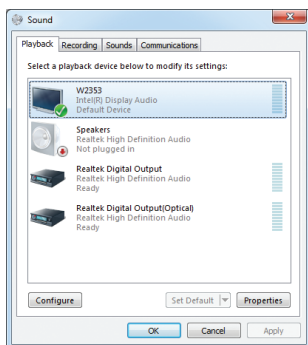 Sound
Playback Recording Sounds Communications
Select a playback device below to modify its settings:
W2353
Intel(R) Display Audio
Default Device
Speakers
Realtek High Definition Audio
Not plugged in
Realtek Digital Output
Realtek High Definition Audio
Ready
Realtek Digital Output(Optical)
Realtek High Definition Audio
Ready
Configure Set Default Properties
OK Cancel Apply